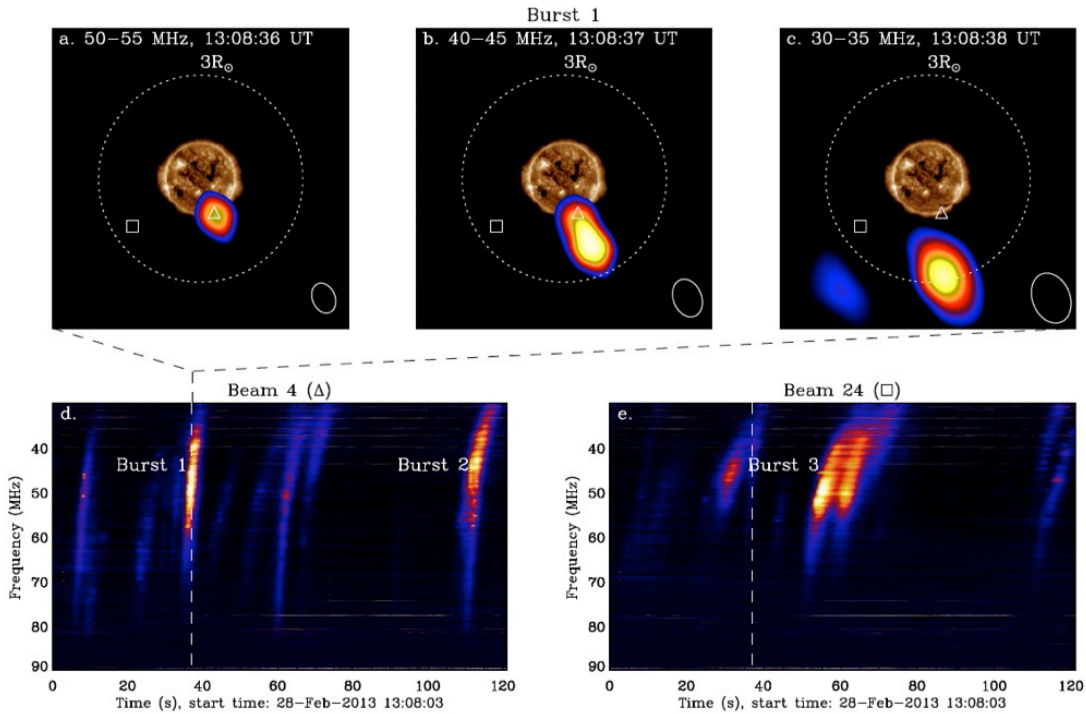 Burst 1
a. 50−55 MHz, 13:08:36 UT
3R☉
b. 40−45 MHz, 13:08:37 UT
3R☉
c. 30−35 MHz, 13:08:38 UT
3R☉
Beam 4 (Δ)
d.
Burst 1
Burst 2
40
50
60
70
80
90
Frequency (MHz)
0 20 40 60 80 100 120
Time (s), start time: 28−Feb−2013 13:08:03
Beam 24 (□)
e.
Burst 3
40
50
60
70
80
90
Frequency (MHz)
0 20 40 60 80 100 120
Time (s), start time: 28−Feb−2013 13:08:03